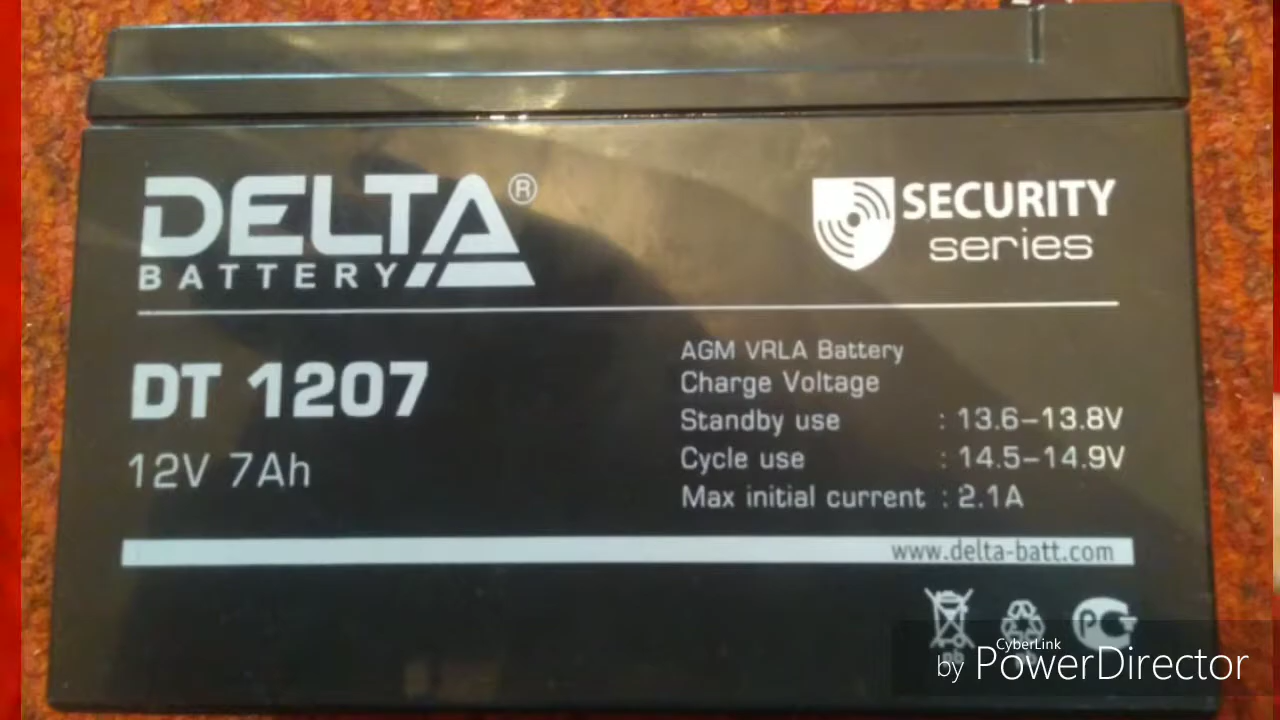 DELTA®
BATTERY
SECURITY
series
DT 1207
12V 7Ah
AGM VRLA Battery
Charge Voltage
Standby use : 13.6–13.8V
Cycle use : 14.5–14.9V
Max initial current : 2.1A
www.delta-batt.com
CyberLink
by PowerDirector